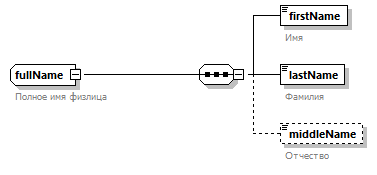 firstName
Имя
fullName
Полное имя физлица
lastName
Фамилия
middleName
Отчество